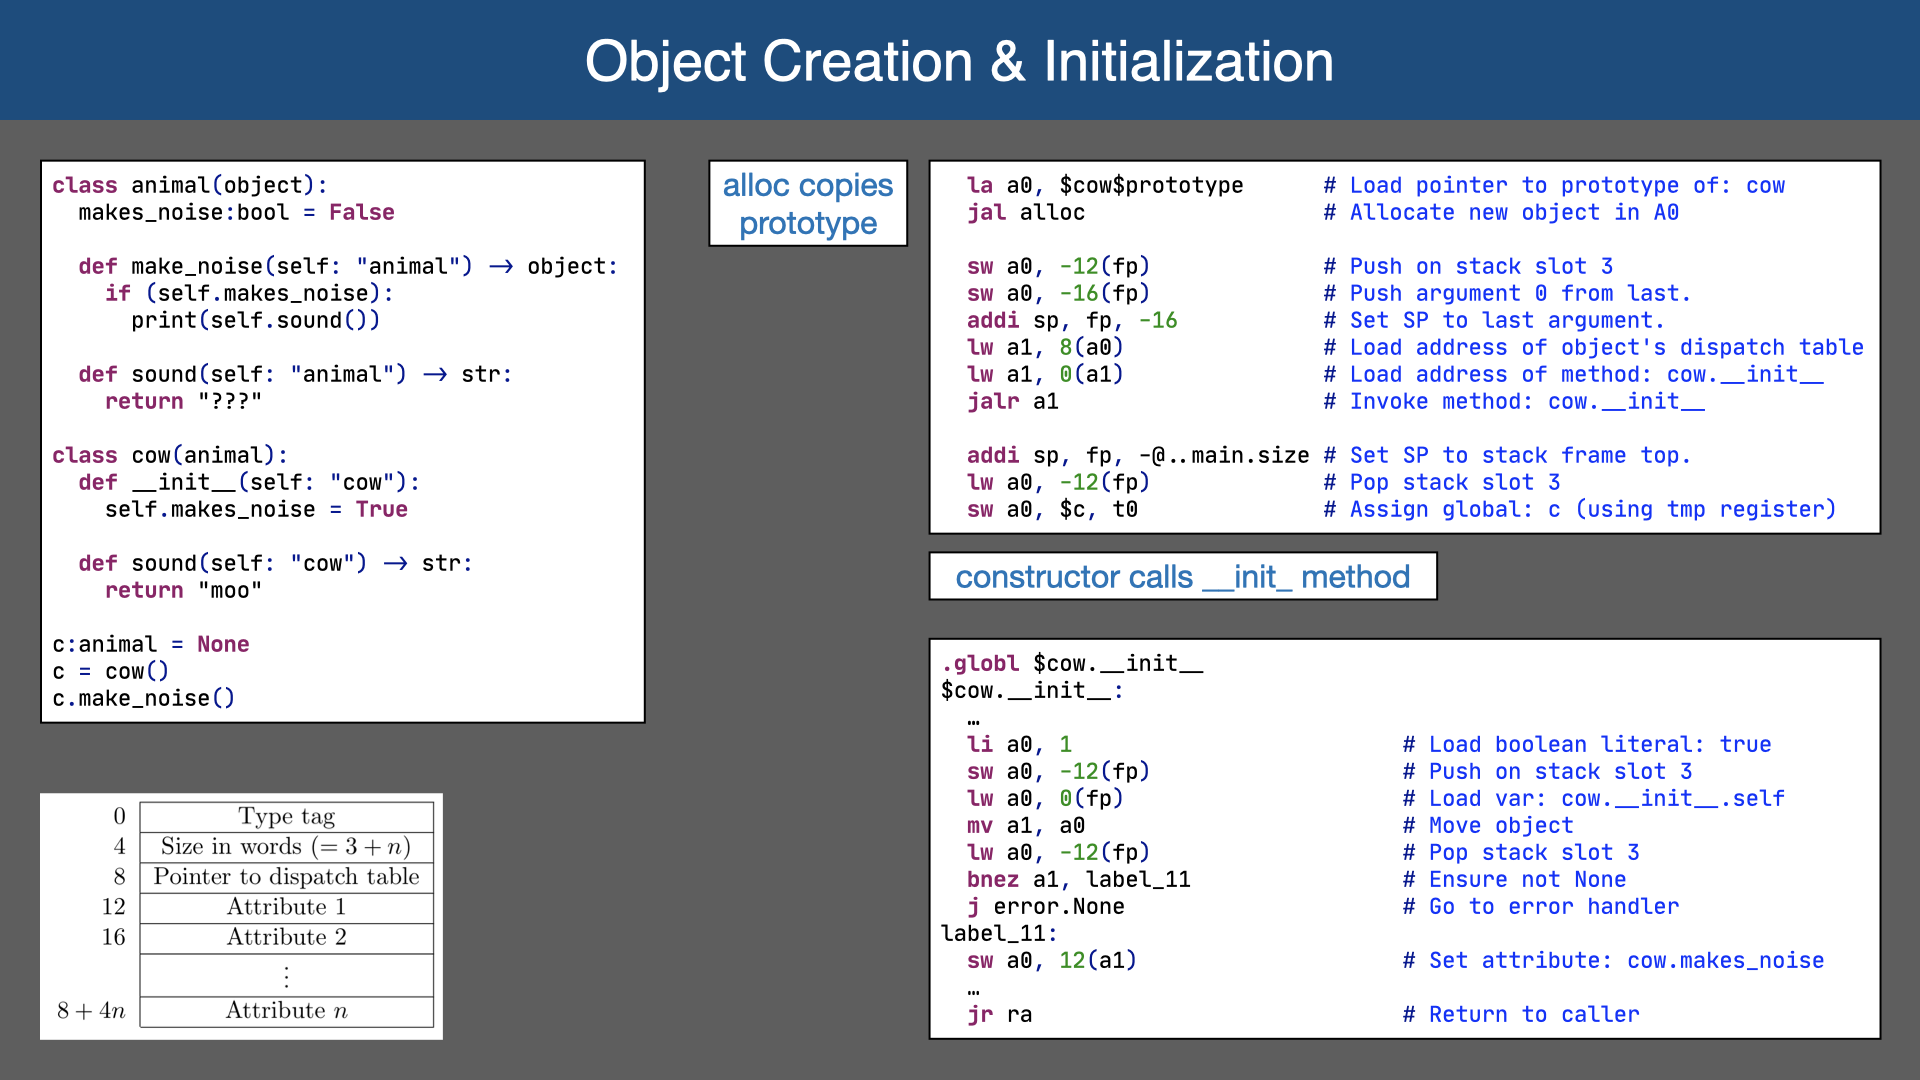 Object Creation & Initialization
class animal(object):
  makes_noise:bool = False
  def make_noise(self: "animal") → object:
    if (self.makes_noise):
      print(self.sound())
  def sound(self: "animal") → str:
    return "???"
class cow(animal):
  def __init__(self: "cow"):
    self.makes_noise = True
  def sound(self: "cow") → str:
    return "moo"
c:animal = None
c = cow()
c.make_noise()
0 Type tag
4 Size in words (= 3 + n)
8 Pointer to dispatch table
12 Attribute 1
16 Attribute 2
⋮
8 + 4n Attribute n
alloc copies
prototype
la a0, $cow$prototype # Load pointer to prototype of: cow
jal alloc # Allocate new object in A0
sw a0, -12(fp) # Push on stack slot 3
sw a0, -16(fp) # Push argument 0 from last.
addi sp, fp, -16 # Set SP to last argument.
lw a1, 8(a0) # Load address of object's dispatch table
lw a1, 0(a1) # Load address of method: cow.__init__
jalr a1 # Invoke method: cow.__init__
addi sp, fp, -@..main.size # Set SP to stack frame top.
lw a0, -12(fp) # Pop stack slot 3
sw a0, $c, t0 # Assign global: c (using tmp register)
constructor calls __init_ method
.globl $cow.__init__
$cow.__init__:
…
li a0, 1 # Load boolean literal: true
sw a0, -12(fp) # Push on stack slot 3
lw a0, 0(fp) # Load var: cow.__init__.self
mv a1, a0 # Move object
lw a0, -12(fp) # Pop stack slot 3
bnez a1, label_11 # Ensure not None
j error.None # Go to error handler
label_11:
sw a0, 12(a1) # Set attribute: cow.makes_noise
…
jr ra # Return to caller